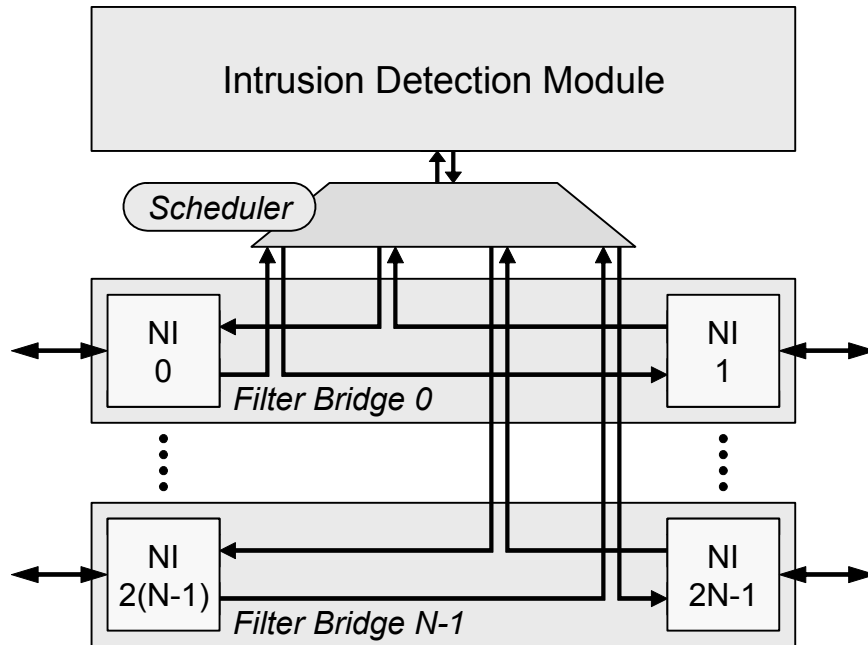 Intrusion Detection Module
Scheduler
NI
0
NI
1
Filter Bridge 0
NI
2(N-1)
NI
2N-1
Filter Bridge N-1